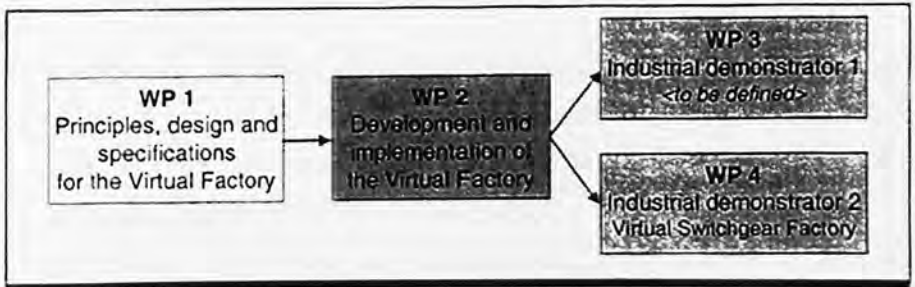 WP 1
Principles, design and
specifications
for the Virtual Factory
WP 2
Development and
implementation of
the Virtual Factory
WP 3
Industrial demonstrator 1
<to be defined>
WP 4
Industrial demonstrator 2
Virtual Switchgear Factory